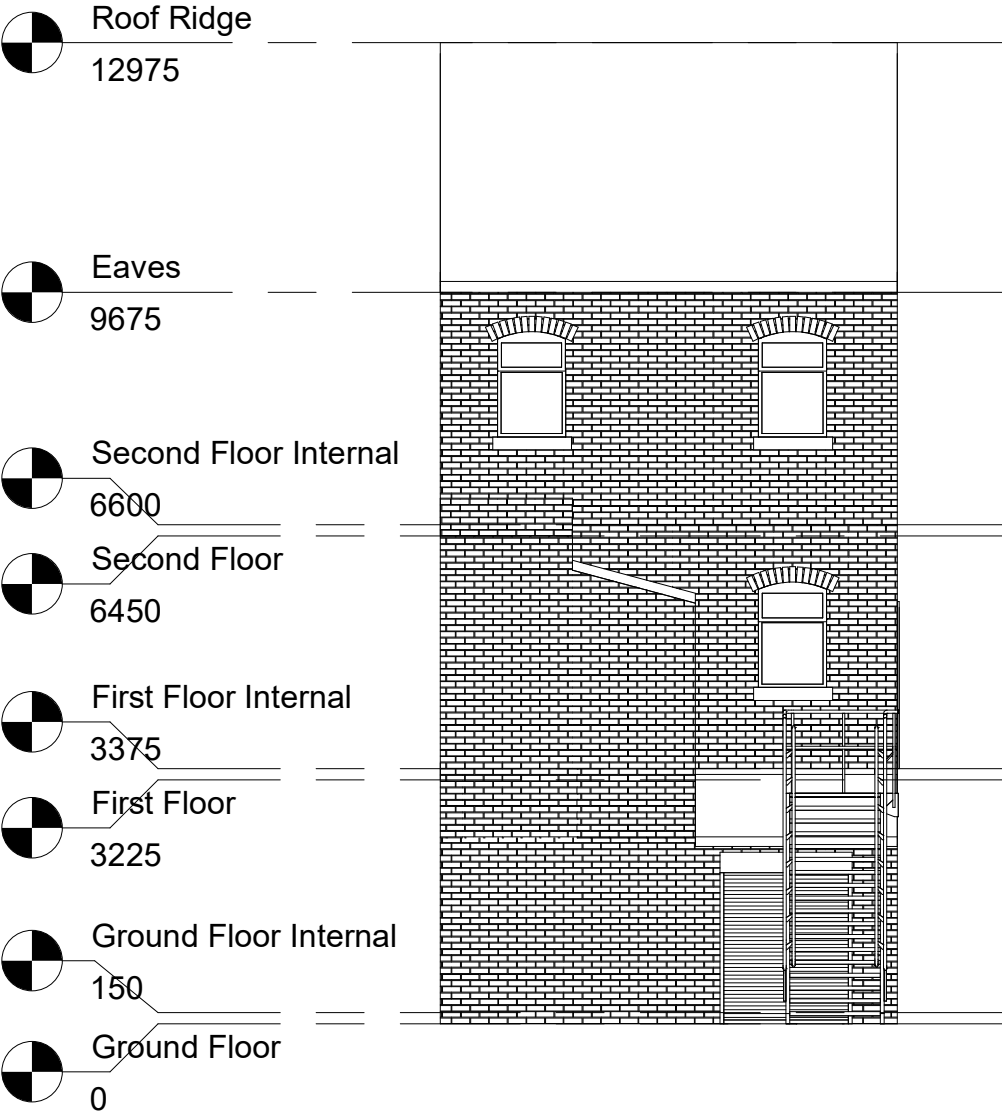 Roof Ridge
12975
Eaves
9675
Second Floor Internal
6600
Second Floor
6450
First Floor Internal
3375
First Floor
3225
Ground Floor Internal
150
Ground Floor
0